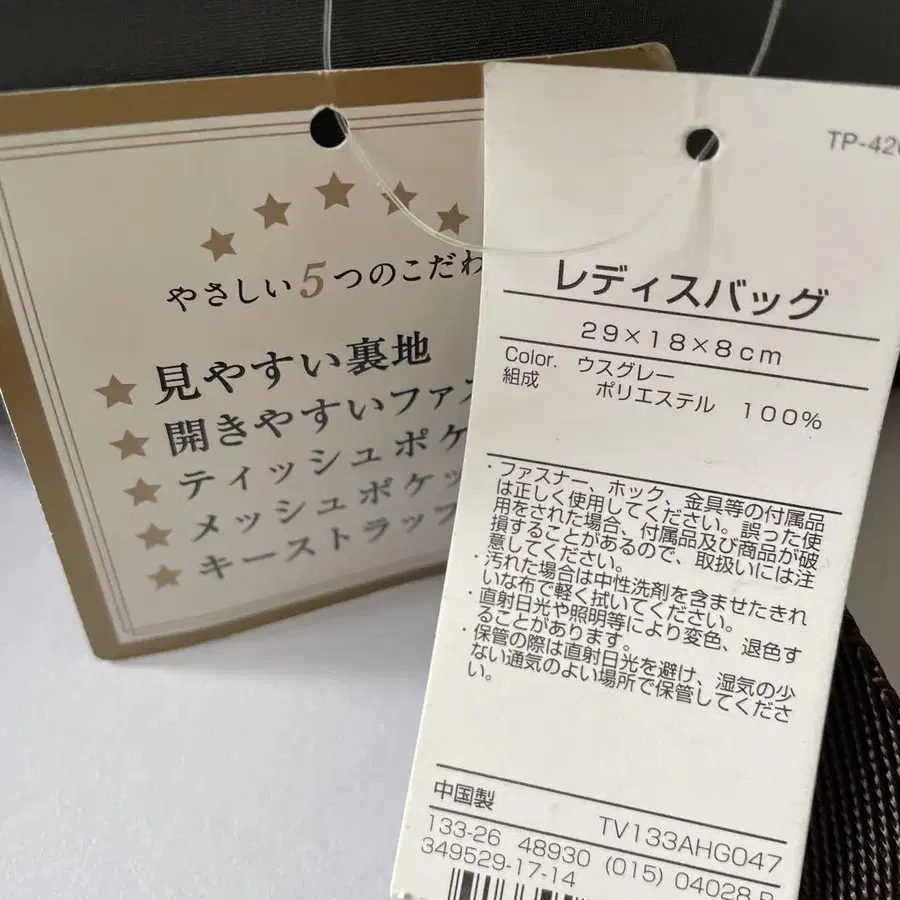 やさしい5つのこだわ
見やすい裏地
開きやすいファス
ティッシュポケ
メッシュポケッ
キーストラップ
TP-426
レディスバッグ
29×18×8cm
Color. ウスグレー
組成 ポリエステル 100%
・ファスナー、ホック、金具等の付属品
は正しく使用してください。誤った使
用をされた場合、付属品及び商品が破
損することがあるので、取扱いには注
意してください。
・汚れた場合は中性洗剤を含ませたきれ
いな布で軽く拭いてください。
・直射日光や照明等により変色、退色す
ることがあります。
・保管の際は直射日光を避け、湿気の少
ない通気のよい場所で保管してくださ
い。
中国製
TV133AHG047
133-26 48930 (015) 04028
349529-17-14